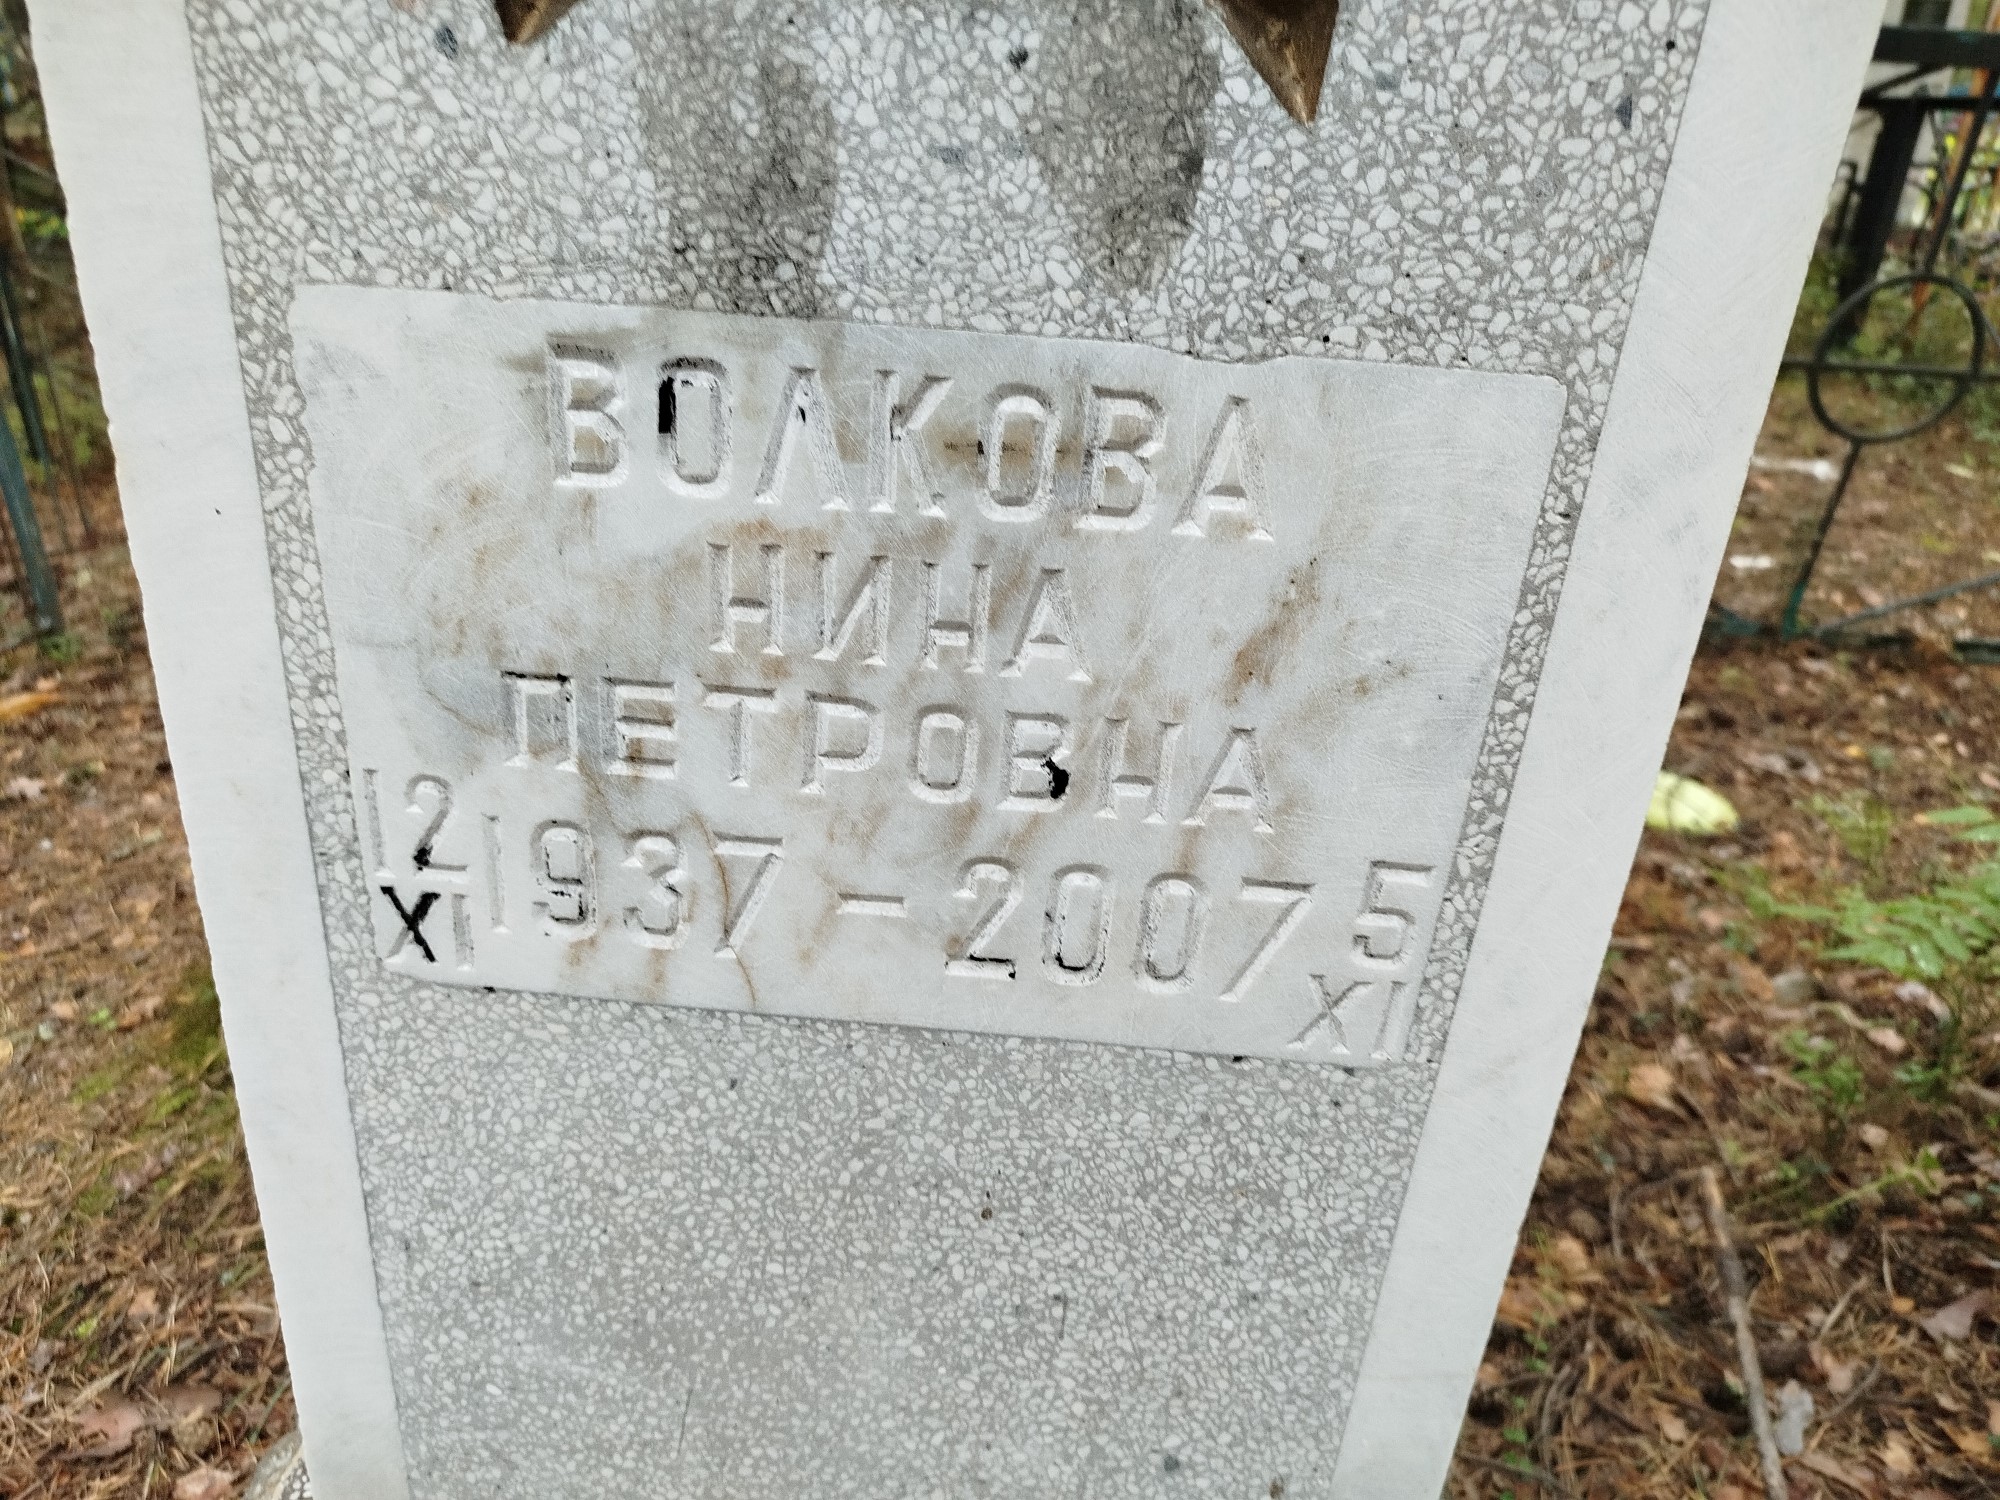 ВОЛКОВА
НИНА
ПЕТРОВНА
12 XI 1937 – 2007 5 XI